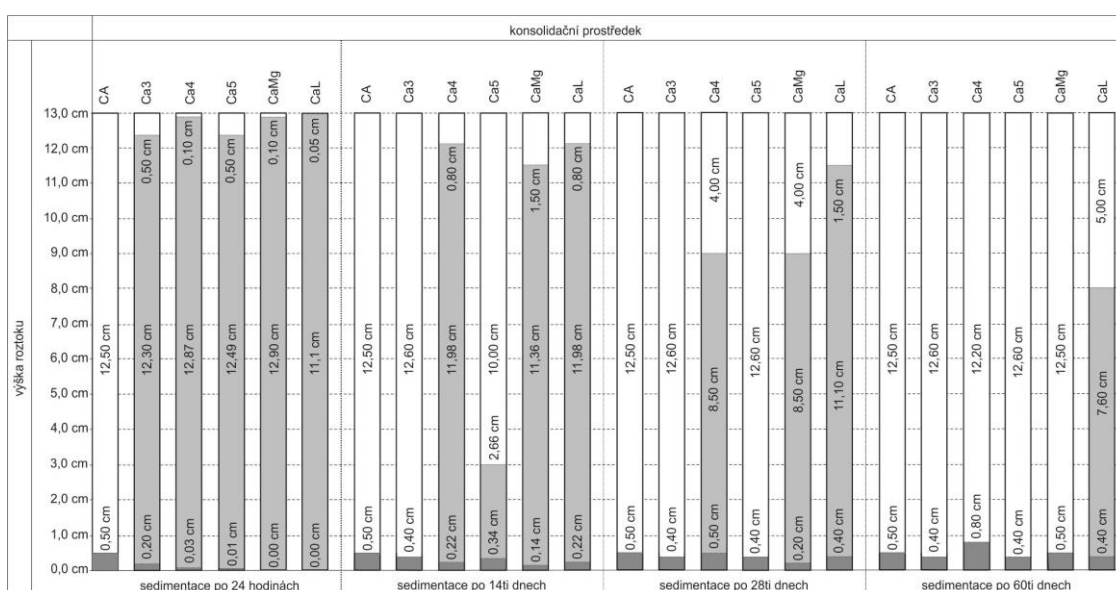 konsolidační prostředek
výška roztoku
CA Ca3 Ca4 Ca5 CaMg CaL CA Ca3 Ca4 Ca5 CaMg CaL CA Ca3 Ca4 Ca5 CaMg CaL CA Ca3 Ca4 Ca5 CaMg CaL
13,0 cm
12,0 cm
11,0 cm
10,0 cm
9,0 cm
8,0 cm
7,0 cm
6,0 cm
5,0 cm
4,0 cm
3,0 cm
2,0 cm
1,0 cm
0,0 cm
12,50 cm
0,50 cm
0,50 cm
12,30 cm
0,20 cm
0,10 cm
12,87 cm
0,03 cm
0,50 cm
12,49 cm
0,01 cm
0,10 cm
12,90 cm
0,00 cm
0,05 cm
11,1 cm
0,00 cm
sedimentace po 24 hodinách
12,50 cm
0,50 cm
12,60 cm
0,40 cm
0,80 cm
11,98 cm
0,22 cm
10,00 cm
2,66 cm
0,34 cm
1,50 cm
11,36 cm
0,14 cm
0,80 cm
11,98 cm
0,22 cm
sedimentace po 14ti dnech
12,50 cm
0,50 cm
12,60 cm
0,40 cm
4,00 cm
8,50 cm
0,50 cm
12,60 cm
0,40 cm
4,00 cm
8,50 cm
0,20 cm
1,50 cm
11,10 cm
0,40 cm
sedimentace po 28ti dnech
12,50 cm
0,50 cm
12,60 cm
0,40 cm
12,20 cm
0,80 cm
12,60 cm
0,40 cm
12,50 cm
0,50 cm
5,00 cm
7,60 cm
0,40 cm
sedimentace po 60ti dnech